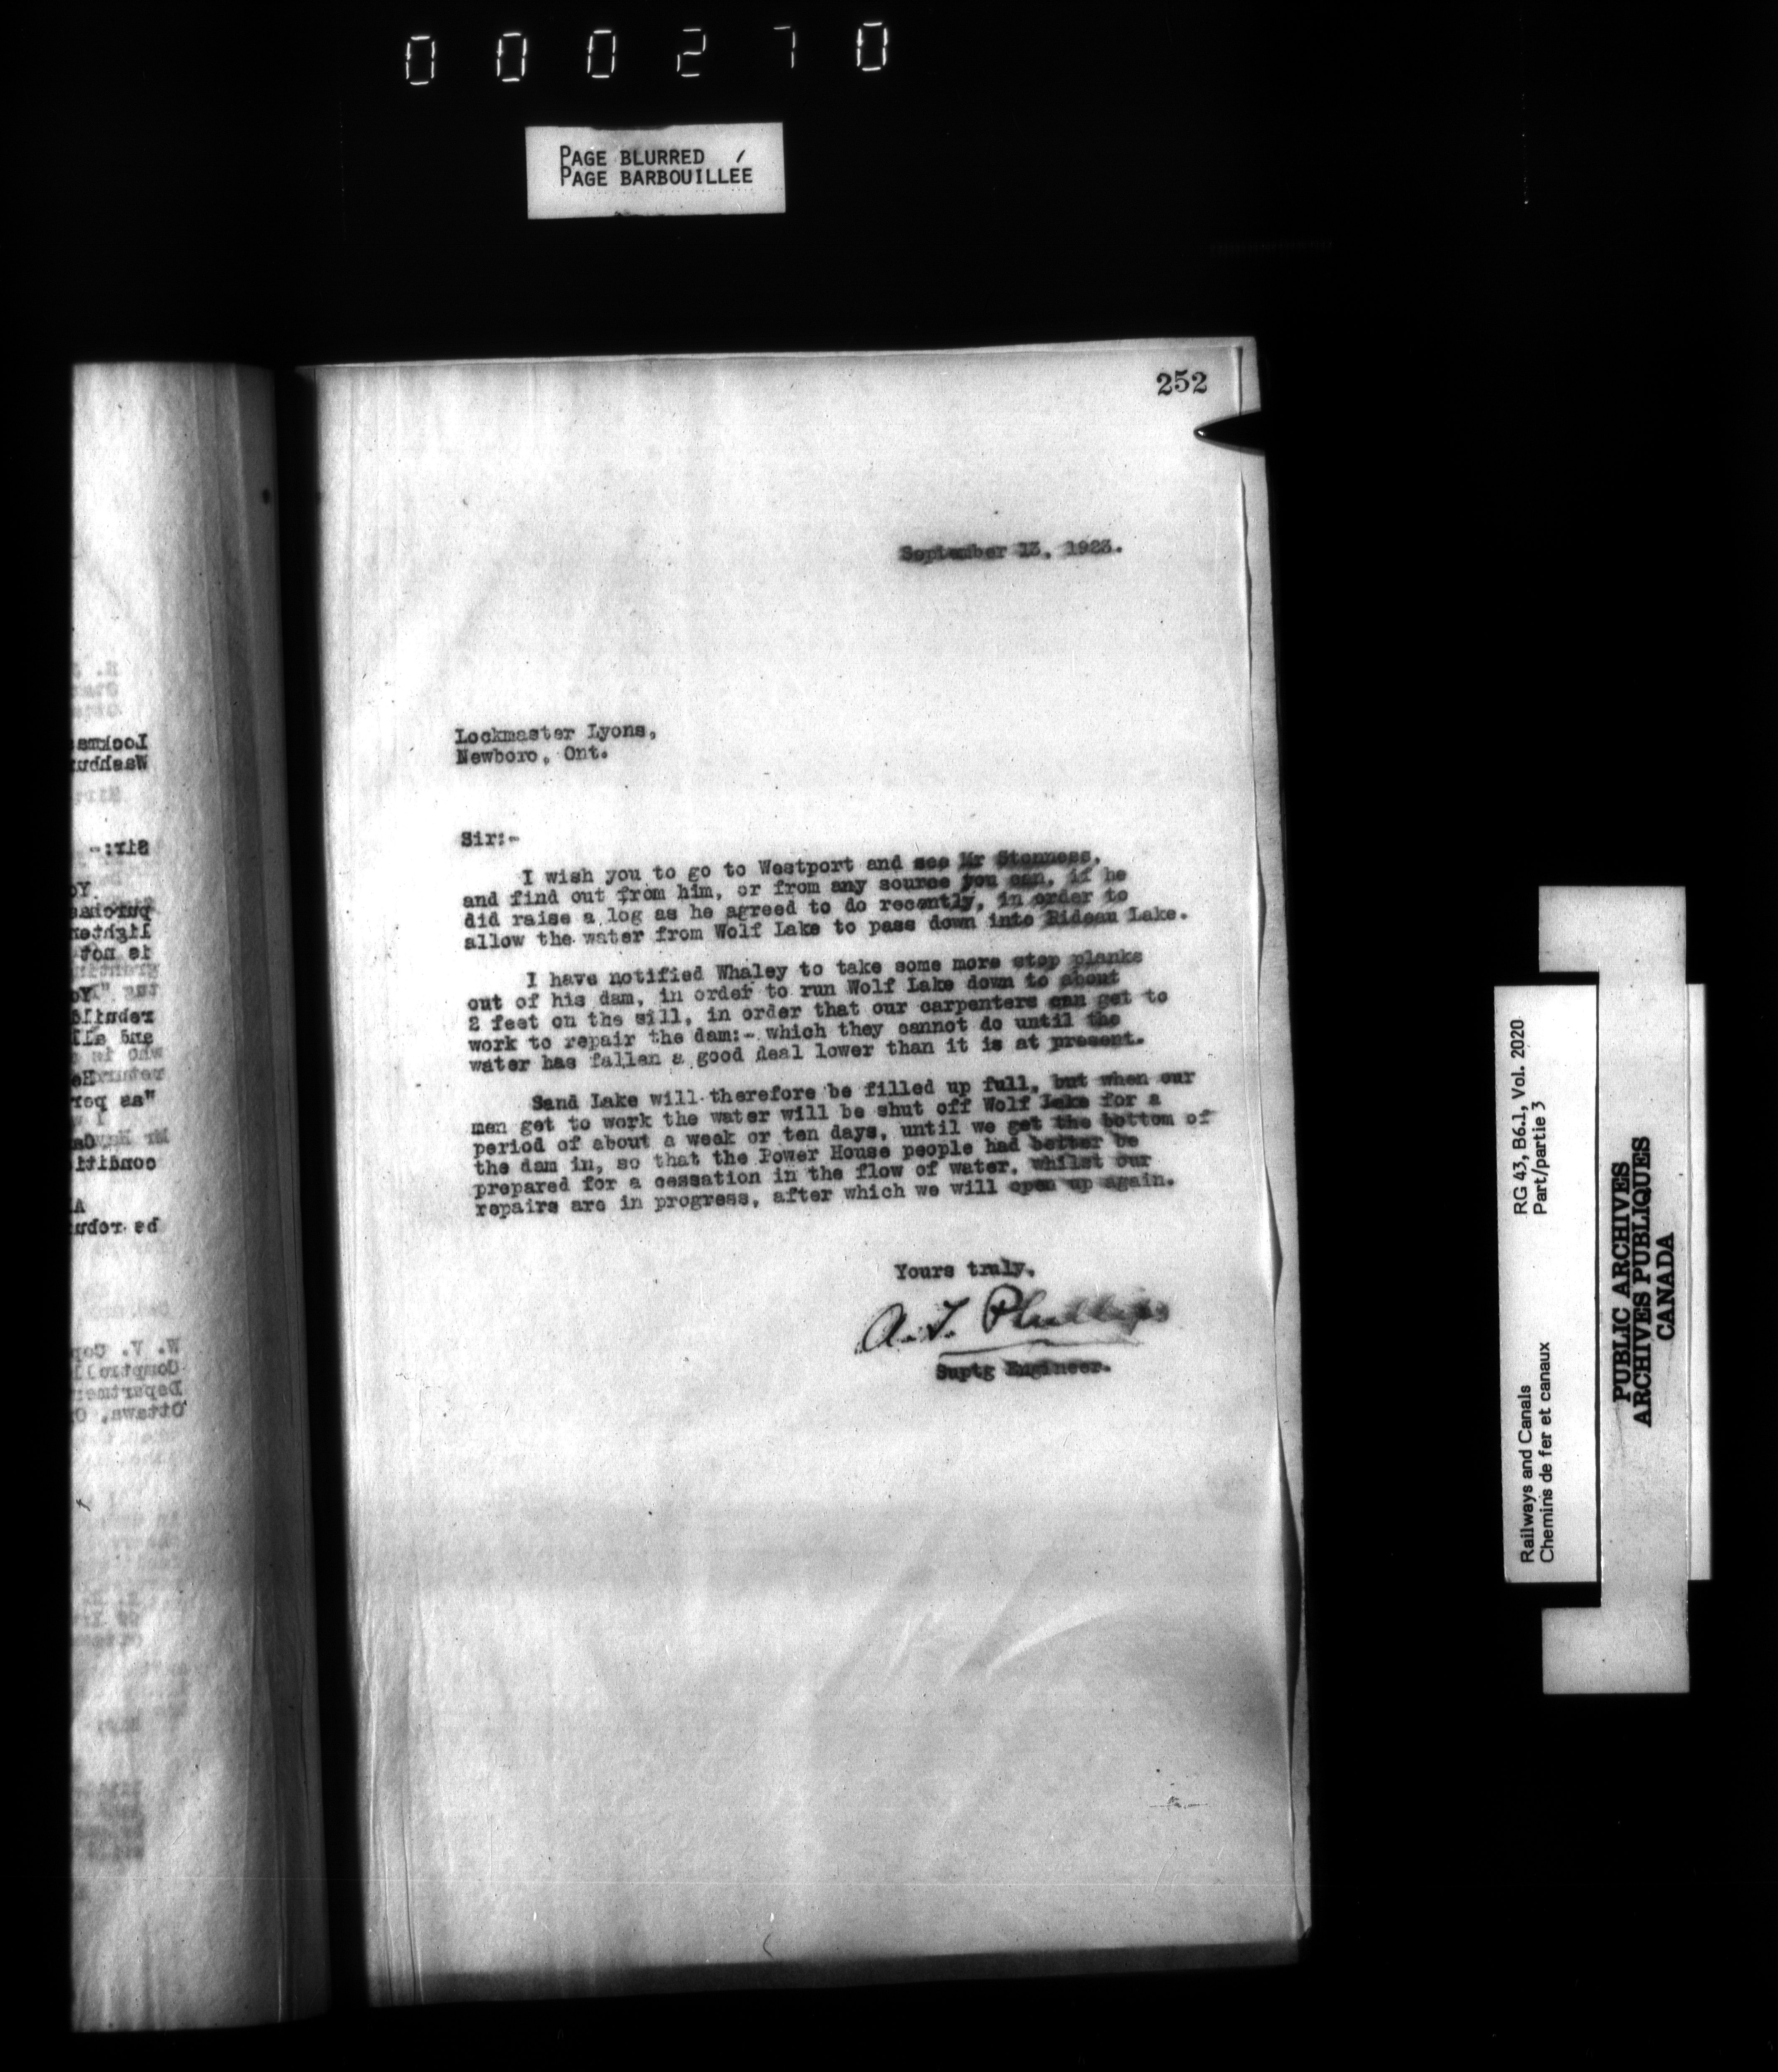 000270
PAGE BLURRED
PAGE BARBOUILLÉE
252
September 13, 1923.
Lockmaster Lyons,
Newboro, Ont.
Sir:-
I wish you to go to Westport and see Mr Stonness,
and find out from him, or from any source you can, if he
did raise a log as he agreed to do recently, in order to
allow the water from Wolf Lake to pass down into Rideau Lake.
I have notified Whaley to take some more stop planks
out of his dam, in order to run Wolf Lake down to about
2 feet on the sill, in order that our carpenters can get to
work to repair the dam:- which they cannot do until the
water has fallen a good deal lower than it is at present.
Sand Lake will therefore be filled up full, but when our
men get to work the water will be shut off Wolf Lake for a
period of about a week or ten days, until we get the bottom of
the dam in, so that the Power House people had better be
prepared for a cessation in the flow of water, whilst our
repairs are in progress, after which we will open up again.
Yours truly,
A. T. Phillips
Suptg Engineer.
Railways and Canals RG 43, B6.1, Vol. 2020
Chemins de fer et canaux Part/partie 3
PUBLIC ARCHIVES
ARCHIVES PUBLIQUES
CANADA